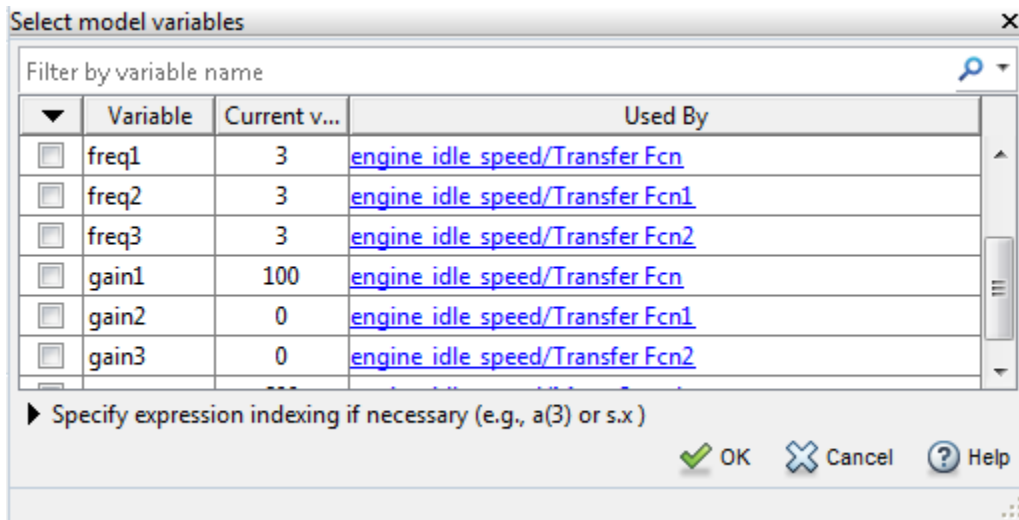 Select model variables
Filter by variable name
Variable Current v... Used By
freq1 3 engine_idle_speed/Transfer Fcn
freq2 3 engine_idle_speed/Transfer Fcn1
freq3 3 engine_idle_speed/Transfer Fcn2
gain1 100 engine_idle_speed/Transfer Fcn
gain2 0 engine_idle_speed/Transfer Fcn1
gain3 0 engine_idle_speed/Transfer Fcn2
Specify expression indexing if necessary (e.g., a(3) or s.x )
OK Cancel Help